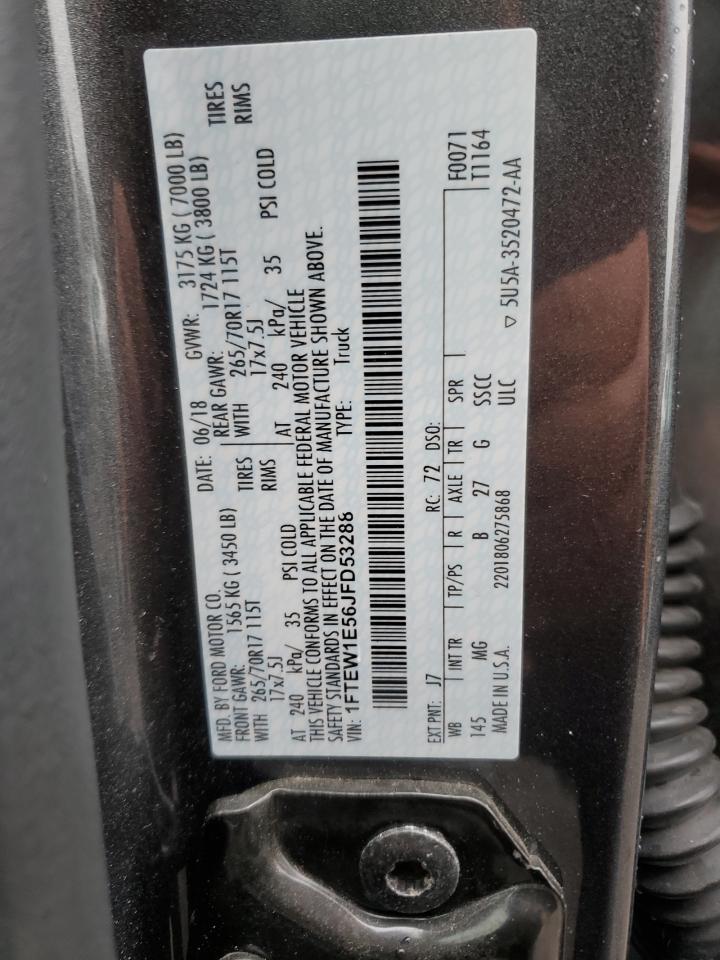 MFD. BY FORD MOTOR CO.
DATE: 06/18 GVWR: 3175 KG ( 7000 LB)
FRONT GAWR: 1565 KG ( 3450 LB) REAR GAWR: 1724 KG ( 3800 LB)
WITH 265/70R17 115T TIRES WITH 265/70R17 115T TIRES
17x7.5J RIMS 17x7.5J RIMS
AT 240 kPa/ 35 PSI COLD AT 240 kPa/ 35 PSI COLD
THIS VEHICLE CONFORMS TO ALL APPLICABLE FEDERAL MOTOR VEHICLE
SAFETY STANDARDS IN EFFECT ON THE DATE OF MANUFACTURE SHOWN ABOVE.
VIN: 1FTEW1E56JFD53286 TYPE: Truck
EXT PNT: J7 RC: 72 DSO: F0071
WB INT TR TP/PS R AXLE TR SPR T1164
145 MG B 27 G SSCC
MADE IN U.S.A. 2201806275868 ULC ▽ 5U5A-3520472-AA